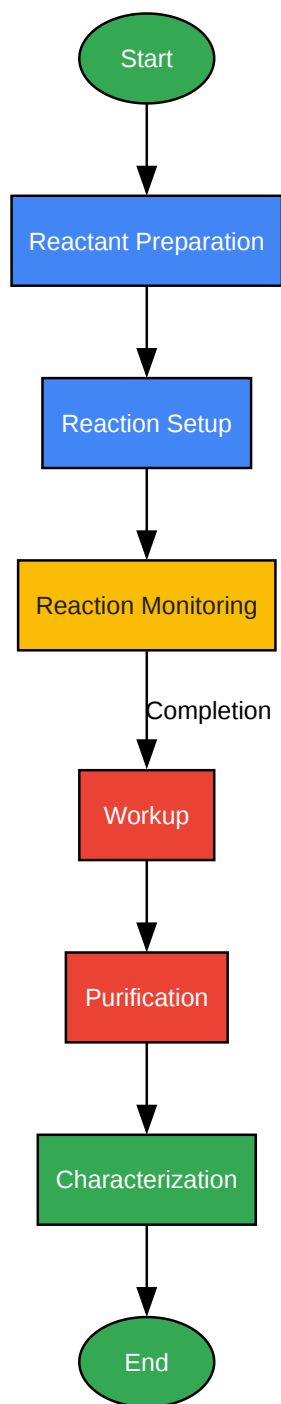 Start
Reactant Preparation
Reaction Setup
Reaction Monitoring
Completion
Workup
Purification
Characterization
End